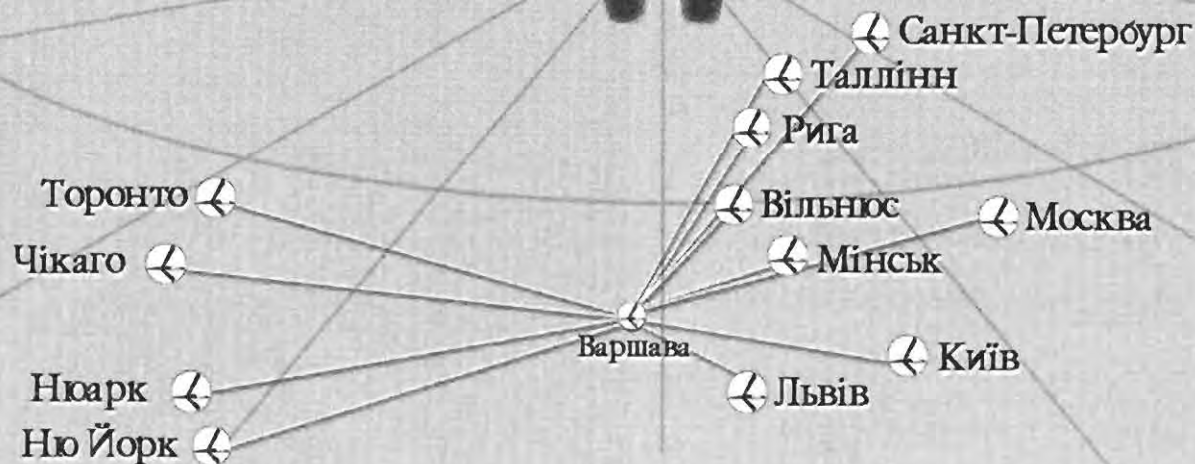 Санкт-Петербург
Таллінн
Рига
Торонто
Вільнюс
Москва
Чікаго
Мінськ
Варшава
Київ
Нюарк
Львів
Ню Йорк